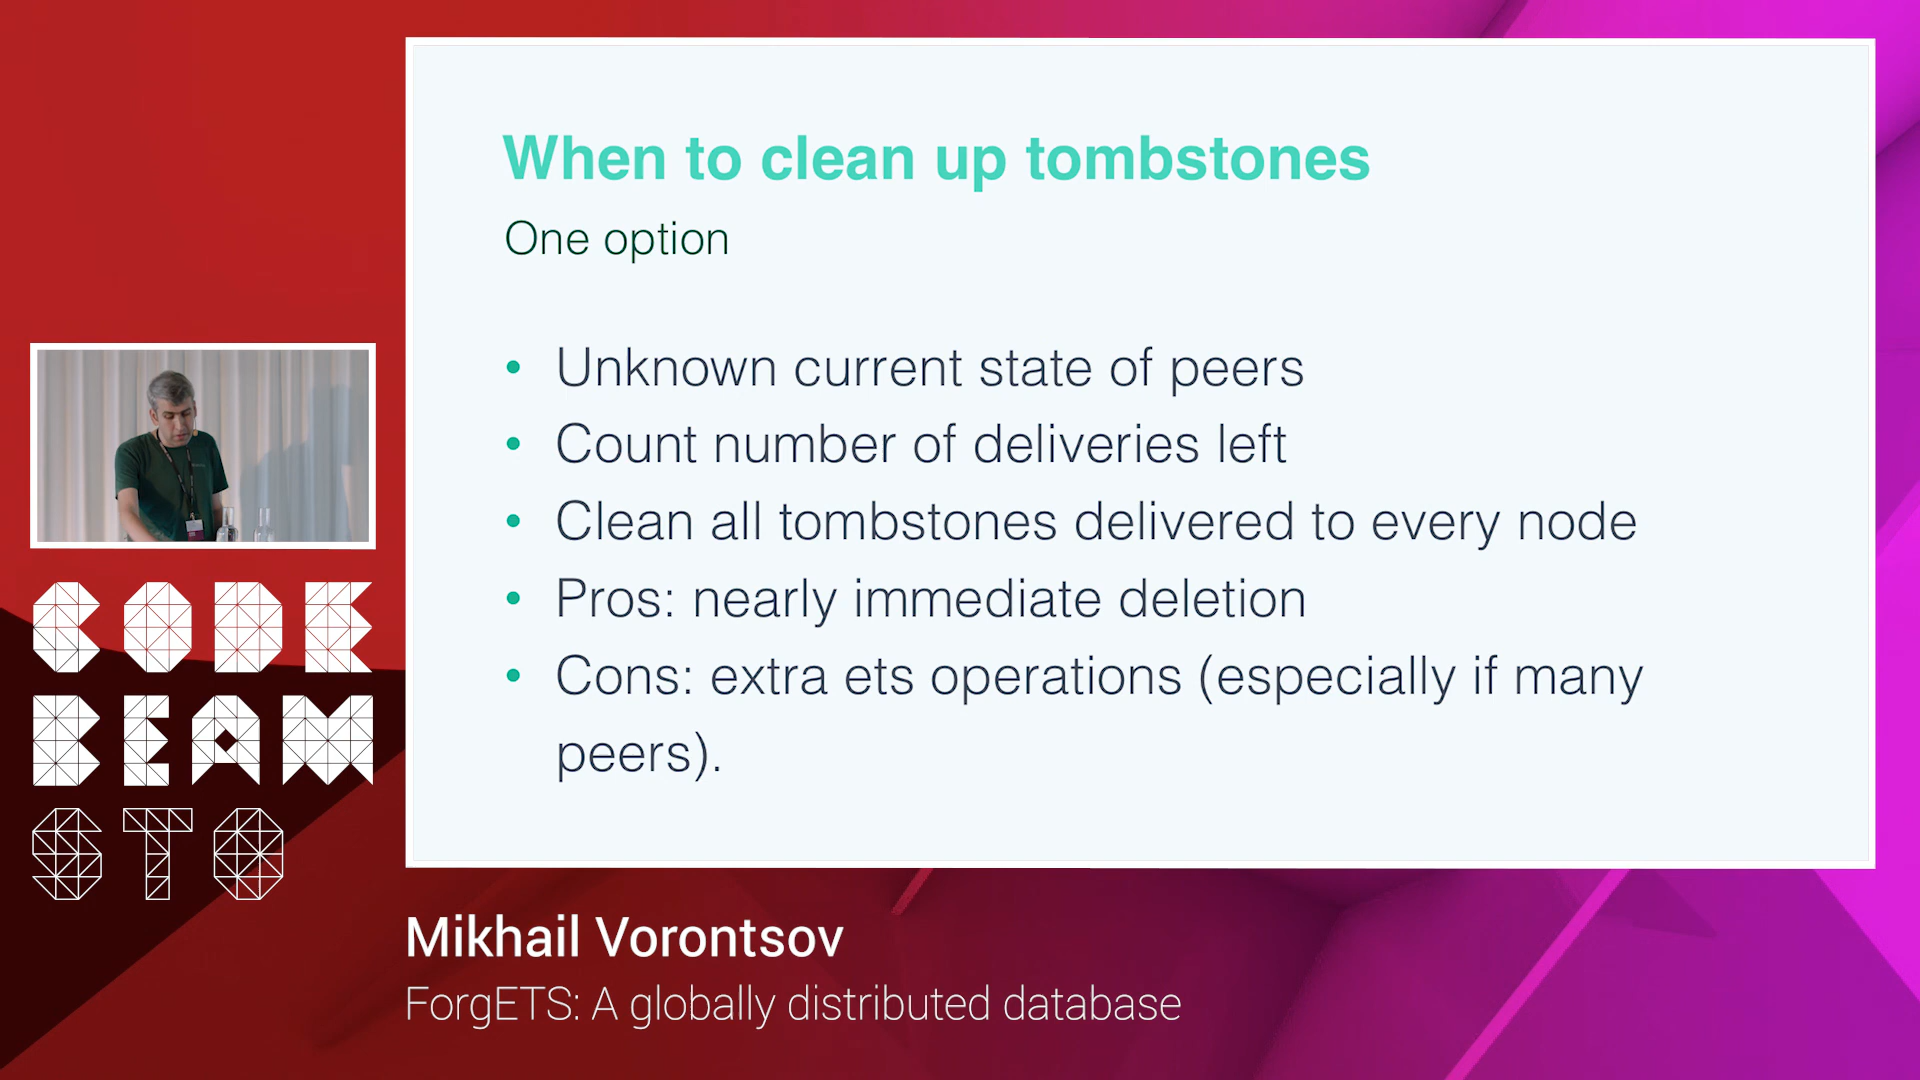 When to clean up tombstones
One option
• Unknown current state of peers
• Count number of deliveries left
• Clean all tombstones delivered to every node
• Pros: nearly immediate deletion
• Cons: extra ets operations (especially if many
peers).
CODE
BEAM
STO
Mikhail Vorontsov
ForgETS: A globally distributed database